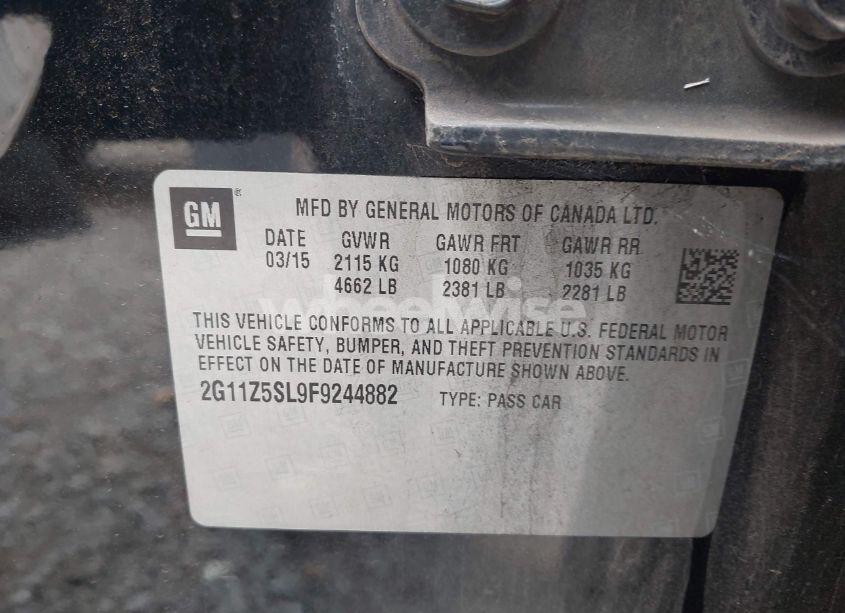 GM ®
MFD BY GENERAL MOTORS OF CANADA LTD.
DATE GVWR GAWR FRT GAWR RR
03/15 2115 KG 1080 KG 1035 KG
4662 LB 2381 LB 2281 LB
wheelwise
THIS VEHICLE CONFORMS TO ALL APPLICABLE U.S. FEDERAL MOTOR
VEHICLE SAFETY, BUMPER, AND THEFT PREVENTION STANDARDS IN
EFFECT ON THE DATE OF MANUFACTURE SHOWN ABOVE.
2G11Z5SL9F9244882 TYPE: PASS CAR